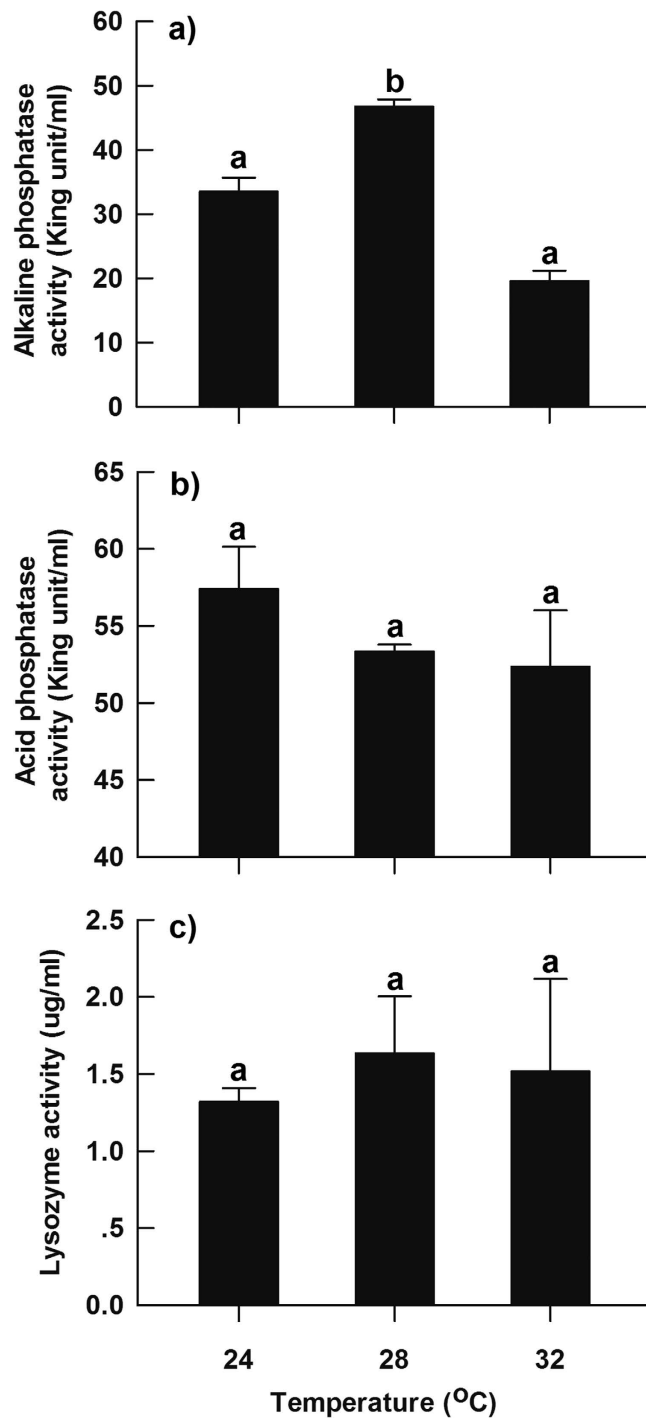 a)
Alkaline phosphatase
activity (King unit/ml)
60
50
40
30
20
10
0
a
b
a
b)
Acid phosphatase
activity (King unit/ml)
65
60
55
50
45
40
a
a
a
c)
Lysozyme activity (ug/ml)
2.5
2.0
1.5
1.0
.5
0.0
a
a
a
24 28 32
Temperature (ºC)